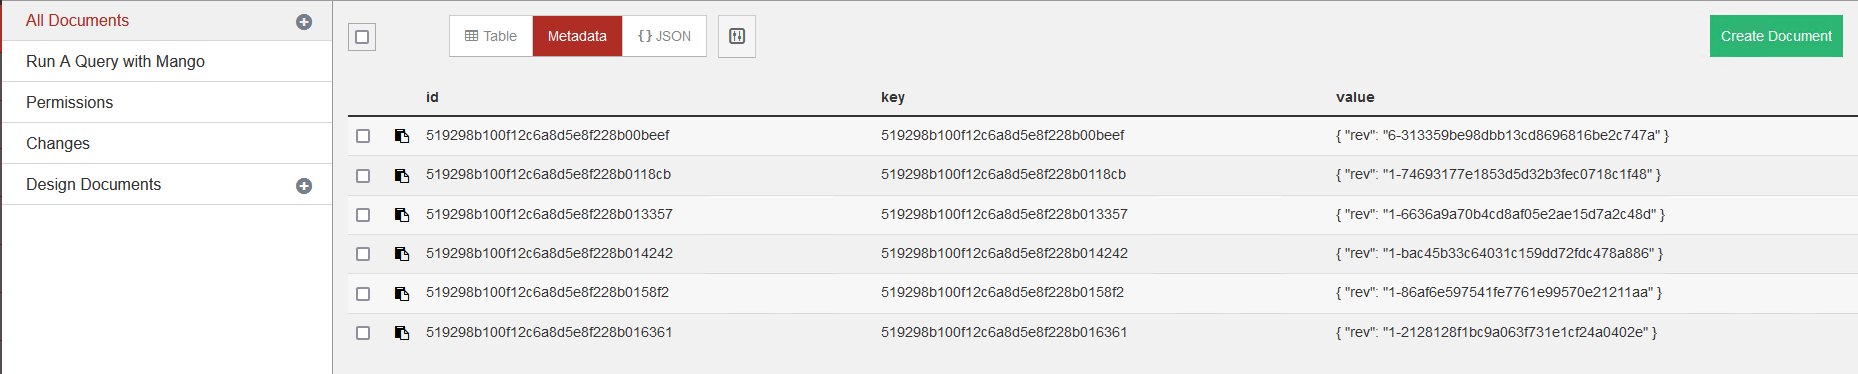 All Documents
Run A Query with Mango
Permissions
Changes
Design Documents
Table Metadata {} JSON
Create Document
id key value
519298b100f12c6a8d5e8f228b00beef 519298b100f12c6a8d5e8f228b00beef { "rev": "6-313359be98dbb13cd8696816be2c747a" }
519298b100f12c6a8d5e8f228b0118cb 519298b100f12c6a8d5e8f228b0118cb { "rev": "1-74693177e1853d5d32b3fec0718c1f48" }
519298b100f12c6a8d5e8f228b013357 519298b100f12c6a8d5e8f228b013357 { "rev": "1-6636a9a70b4cd8af05e2ae15d7a2c48d" }
519298b100f12c6a8d5e8f228b014242 519298b100f12c6a8d5e8f228b014242 { "rev": "1-bac45b33c64031c159dd72fdc478a886" }
519298b100f12c6a8d5e8f228b0158f2 519298b100f12c6a8d5e8f228b0158f2 { "rev": "1-86af6e597541fe7761e99570e21211aa" }
519298b100f12c6a8d5e8f228b016361 519298b100f12c6a8d5e8f228b016361 { "rev": "1-2128128f1bc9a063f731e1cf24a0402e" }